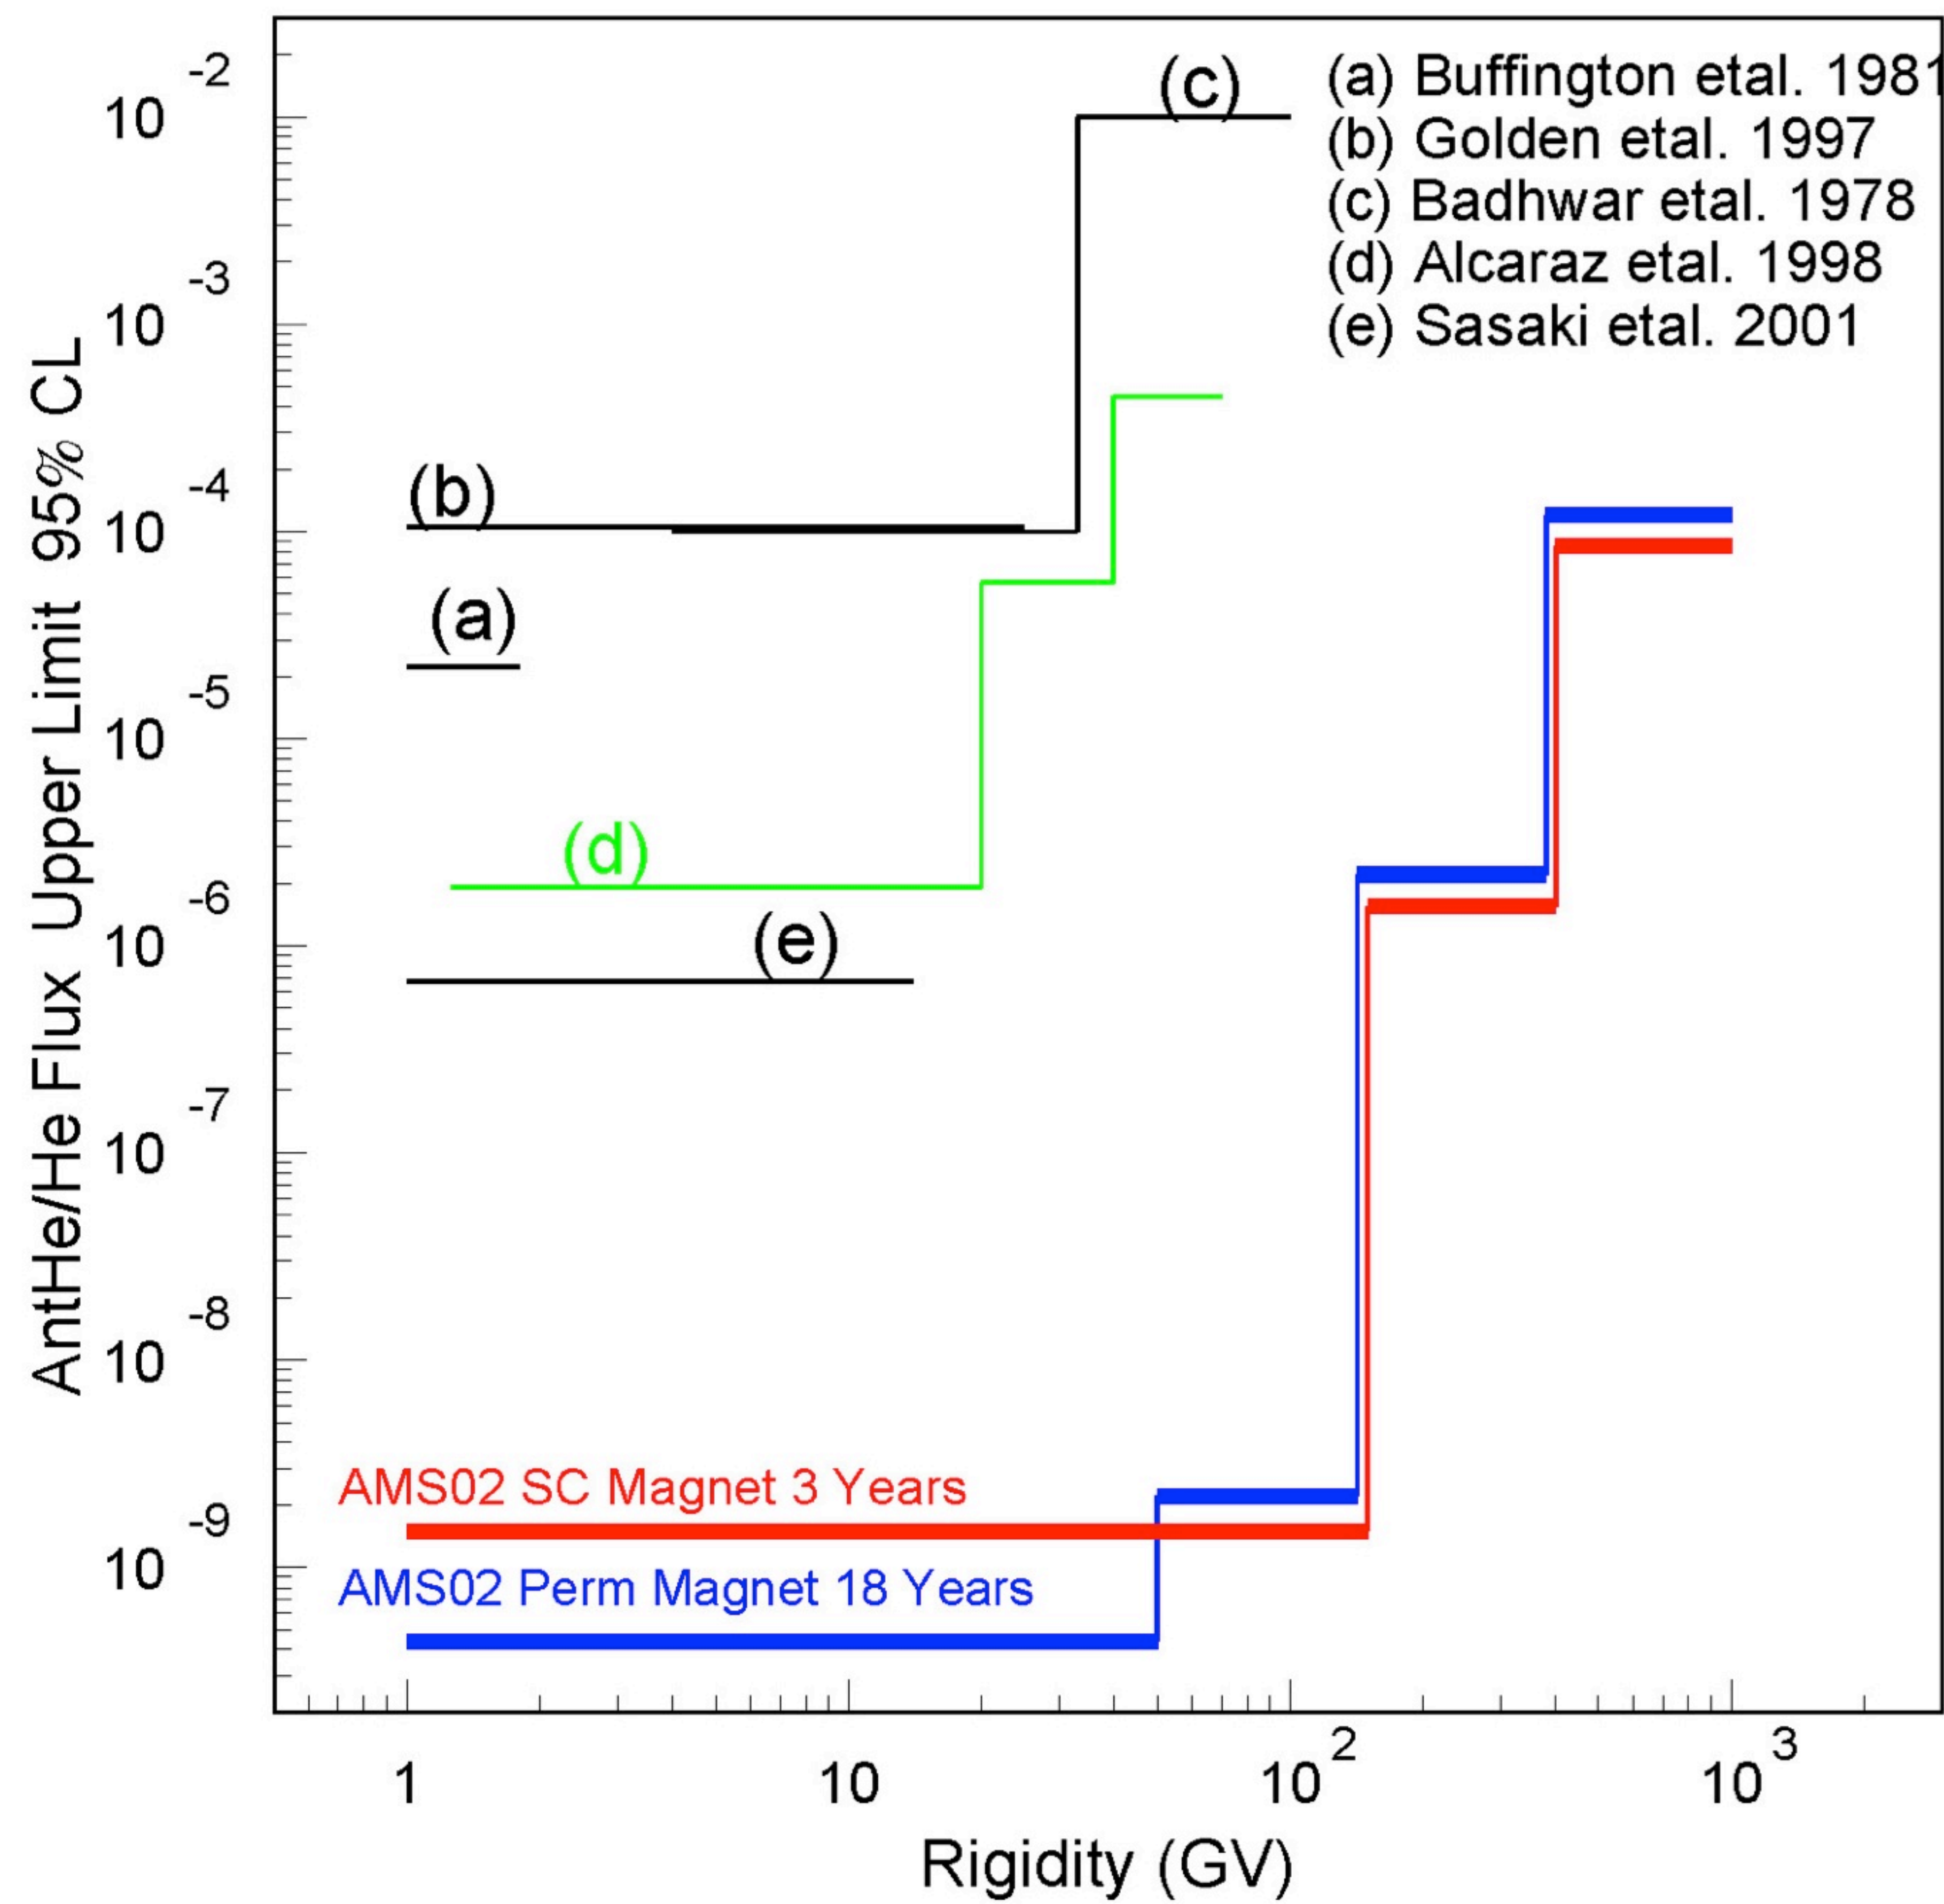 (c)
(a) Buffington etal. 1981
(b) Golden etal. 1997
(c) Badhwar etal. 1978
(d) Alcaraz etal. 1998
(e) Sasaki etal. 2001
(b)
(a)
(d)
(e)
AMS02 SC Magnet 3 Years
AMS02 Perm Magnet 18 Years
AntHe/He Flux Upper Limit 95% CL
10 -2
10 -3
10 -4
10 -5
10 -6
10 -7
10 -8
10 -9
1 10 10 2 10 3
Rigidity (GV)